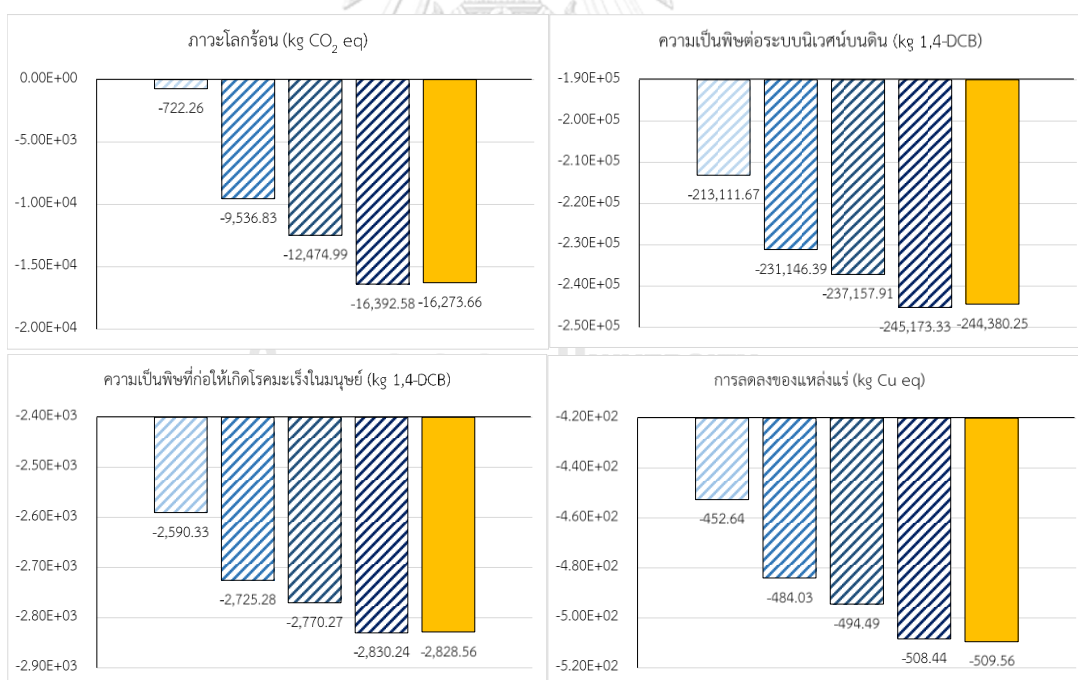 ภาวะโลกร้อน (kg CO2 eq)
0.00E+00
-5.00E+03
-1.00E+04
-1.50E+04
-2.00E+04
-722.26
-9,536.83
-12,474.99
-16,392.58
-16,273.66
ความเป็นพิษต่อระบบนิเวศน์บนดิน (kg 1,4-DCB)
-1.90E+05
-2.00E+05
-2.10E+05
-2.20E+05
-2.30E+05
-2.40E+05
-2.50E+05
-213,111.67
-231,146.39
-237,157.91
-245,173.33
-244,380.25
ความเป็นพิษที่ก่อให้เกิดโรคมะเร็งในมนุษย์ (kg 1,4-DCB)
-2.40E+03
-2.50E+03
-2.60E+03
-2.70E+03
-2.80E+03
-2.90E+03
-2,590.33
-2,725.28
-2,770.27
-2,830.24
-2,828.56
การลดลงของแหล่งแร่ (kg Cu eq)
-4.20E+02
-4.40E+02
-4.60E+02
-4.80E+02
-5.00E+02
-5.20E+02
-452.64
-484.03
-494.49
-508.44
-509.56